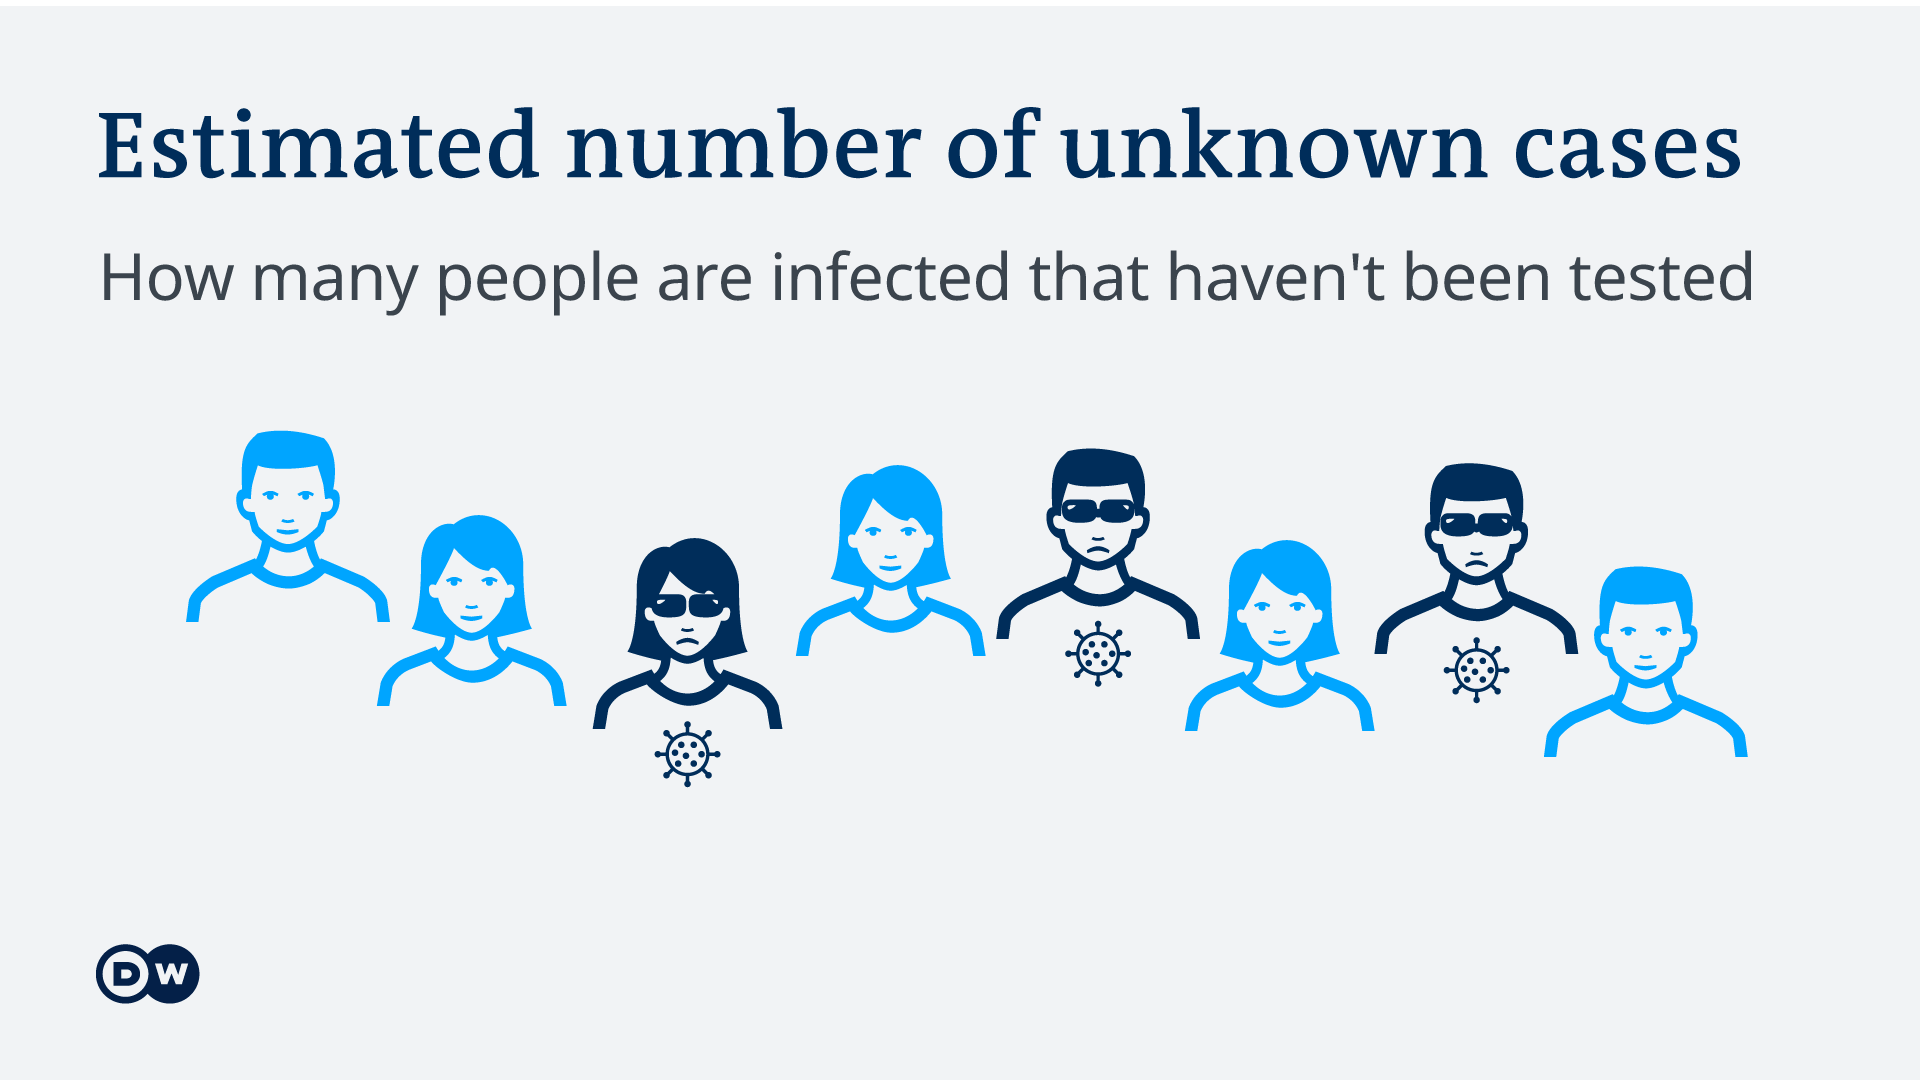 Estimated number of unknown cases
How many people are infected that haven't been tested
DW